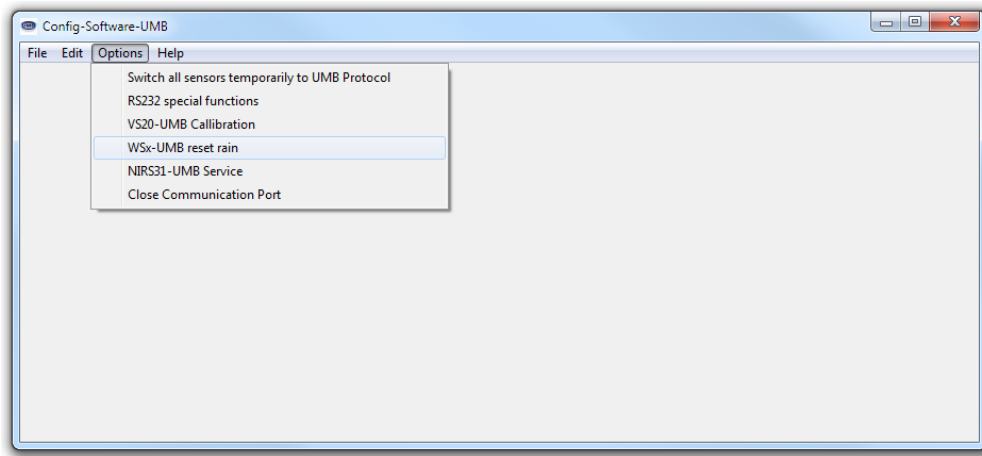 Config-Software-UMB
File Edit Options Help
Switch all sensors temporarily to UMB Protocol
RS232 special functions
VS20-UMB Callibration
WSx-UMB reset rain
NIRS31-UMB Service
Close Communication Port